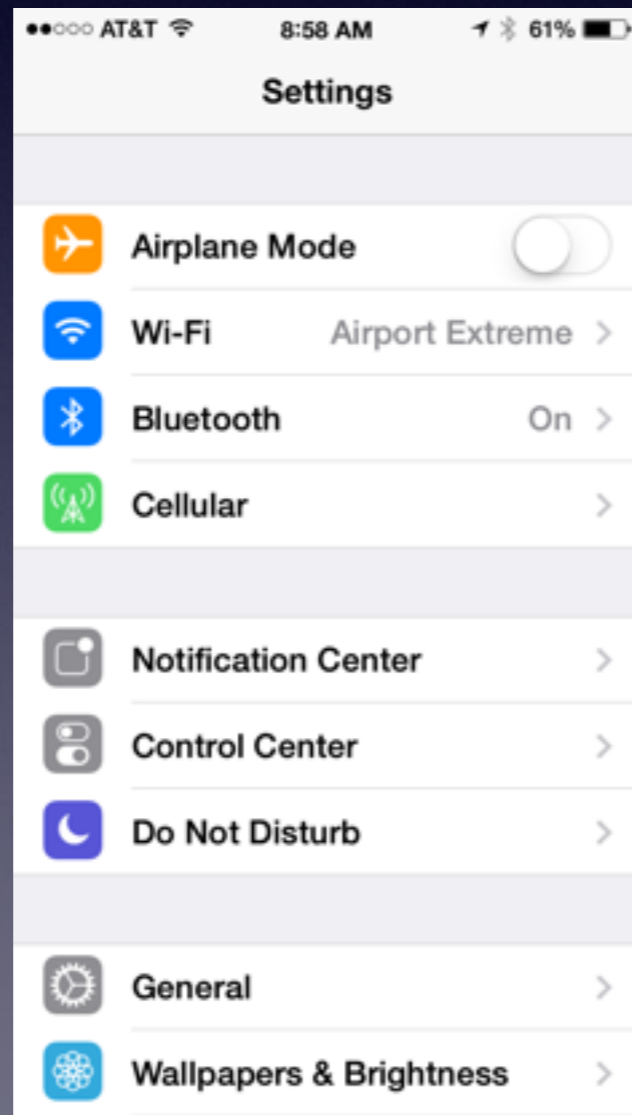 AT&T 8:58 AM 61%
Settings
Airplane Mode
Wi-Fi Airport Extreme
Bluetooth On
Cellular
Notification Center
Control Center
Do Not Disturb
General
Wallpapers & Brightness